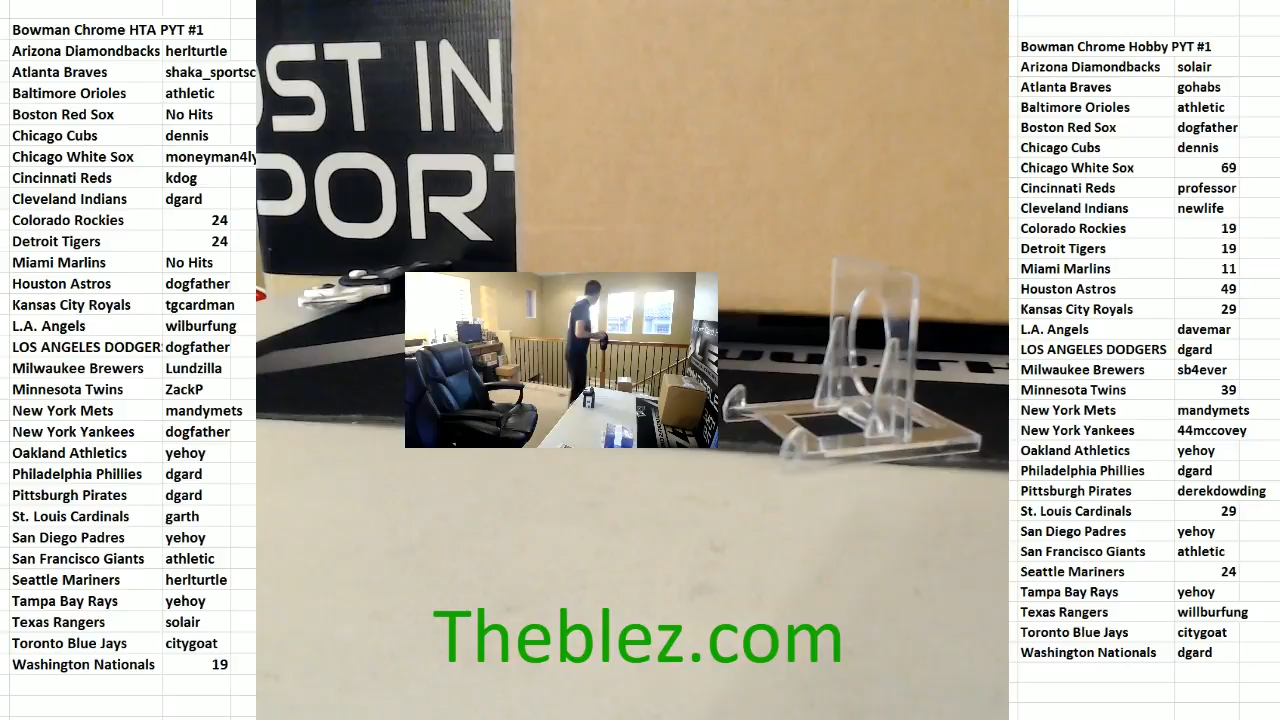 Bowman Chrome HTA PYT #1
Arizona Diamondbacks herlturtle
Atlanta Braves shaka_sportsc
Baltimore Orioles athletic
Boston Red Sox No Hits
Chicago Cubs dennis
Chicago White Sox moneyman4ly
Cincinnati Reds kdog
Cleveland Indians dgard
Colorado Rockies 24
Detroit Tigers 24
Miami Marlins No Hits
Houston Astros dogfather
Kansas City Royals tgcardman
L.A. Angels wilburfung
LOS ANGELES DODGER dogfather
Milwaukee Brewers Lundzilla
Minnesota Twins ZackP
New York Mets mandymets
New York Yankees dogfather
Oakland Athletics yehoy
Philadelphia Phillies dgard
Pittsburgh Pirates dgard
St. Louis Cardinals garth
San Diego Padres yehoy
San Francisco Giants athletic
Seattle Mariners herlturtle
Tampa Bay Rays yehoy
Texas Rangers solair
Toronto Blue Jays citygoat
Washington Nationals 19
OST IN
PORT
Theblez.com
Bowman Chrome Hobby PYT #1
Arizona Diamondbacks solair
Atlanta Braves gohabs
Baltimore Orioles athletic
Boston Red Sox dogfather
Chicago Cubs dennis
Chicago White Sox 69
Cincinnati Reds professor
Cleveland Indians newlife
Colorado Rockies 19
Detroit Tigers 19
Miami Marlins 11
Houston Astros 49
Kansas City Royals 29
L.A. Angels davemar
LOS ANGELES DODGERS dgard
Milwaukee Brewers sb4ever
Minnesota Twins 39
New York Mets mandymets
New York Yankees 44mccovey
Oakland Athletics yehoy
Philadelphia Phillies dgard
Pittsburgh Pirates derekdowding
St. Louis Cardinals 29
San Diego Padres yehoy
San Francisco Giants athletic
Seattle Mariners 24
Tampa Bay Rays yehoy
Texas Rangers willburfung
Toronto Blue Jays citygoat
Washington Nationals dgard